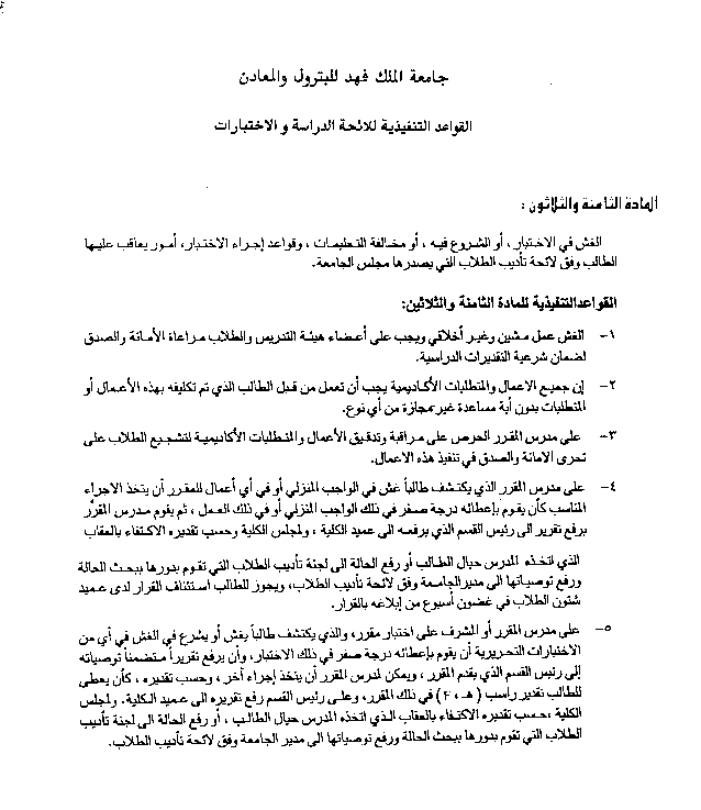 جامعة الملك فهد للبترول والمعادن
القواعد التنفيذية للائحة الدراسة و الاختبارات
المادة الثامنة والثلاثون :
الغش في الاختبار ، أو الشروع فيه ، أو مخالفة التعليمات ، وقواعد إجراء الاختبار، أمور يعاقب عليها
الطالب وفق لائحة تأديب الطلاب التي يصدرها مجلس الجامعة.
القواعدالتنفيذية للمادة الثامنة والثلاثين:
١- الغش عمل مشين وغير أخلاقي ويجب على أعضاء هيئة التدريس والطلاب مراعاة الأمانة والصدق
لضمان شرعية التقديرات الدراسية.
٢- إن جميع الاعمال والمتطلبات الأكاديمية يجب أن تعمل من قبل الطالب الذي تم تكليفه بهذه الأعمال أو
المتطلبات بدون أية مساعدة غير مجازة من أي نوع.
٣- على مدرس المقرر الحرص على مراقبة وتدقيق الأعمال والمتطلبات الأكاديمية لتشجيع الطلاب على
تحرى الامانة والصدق في تنفيذ هذه الاعمال.
٤- على مدرس المقرر الذي يكتشف طالباً غش في الواجب المنزلي أو في أي أعمال للمقرر أن يتخذ الاجراء
المناسب كأن يقوم بإعطائه درجة صفر في ذلك الواجب المنزلي أو في ذلك العمل ، ثم يقوم مدرس المقرر
برفع تقرير الى رئيس القسم الذي يرفعه الى عميد الكلية ، ولمجلس الكلية وحسب تقديره الاكتفاء بالعقاب
الذي اتخذه المدرس حيال الطالب أو رفع الحالة الى لجنة تأديب الطلاب التي تقوم بدورها ببحث الحالة
ورفع توصياتها الى مديرالجامعة وفق لائحة تأديب الطلاب، ويجوز للطالب استئناف القرار لدى عميد
شئون الطلاب في غضون أسبوع من إبلاغه بالقرار.
٥- على مدرس المقرر أو المشرف على اختبار مقرر، والذي يكتشف طالباً يغش أو يشرع في الغش في أي من
الاختبارات التحريرية أن يقوم بإعطائه درجة صفر في ذلك الاختبار، وأن يرفع تقريراً متضمناً توصياته
إلى رئيس القسم الذي يقدم المقرر ، ويمكن لمدرس المقرر أن يتخذ إجراء آخر ، وحسب تقديره ، كأن يعطى
للطالب تقدير راسب ( هـ ، F ) في ذلك المقرر، وعلى رئيس القسم رفع تقريره الى عميد الكلية. ولمجلس
الكلية ،حسب تقديره الاكتفاء بالعقاب الذي اتخذه المدرس حيال الطالب ، أو رفع الحالة الى لجنة تأديب
الطلاب التي تقوم بدورها ببحث الحالة ورفع توصياتها الى مدير الجامعة وفق لائحة تأديب الطلاب.